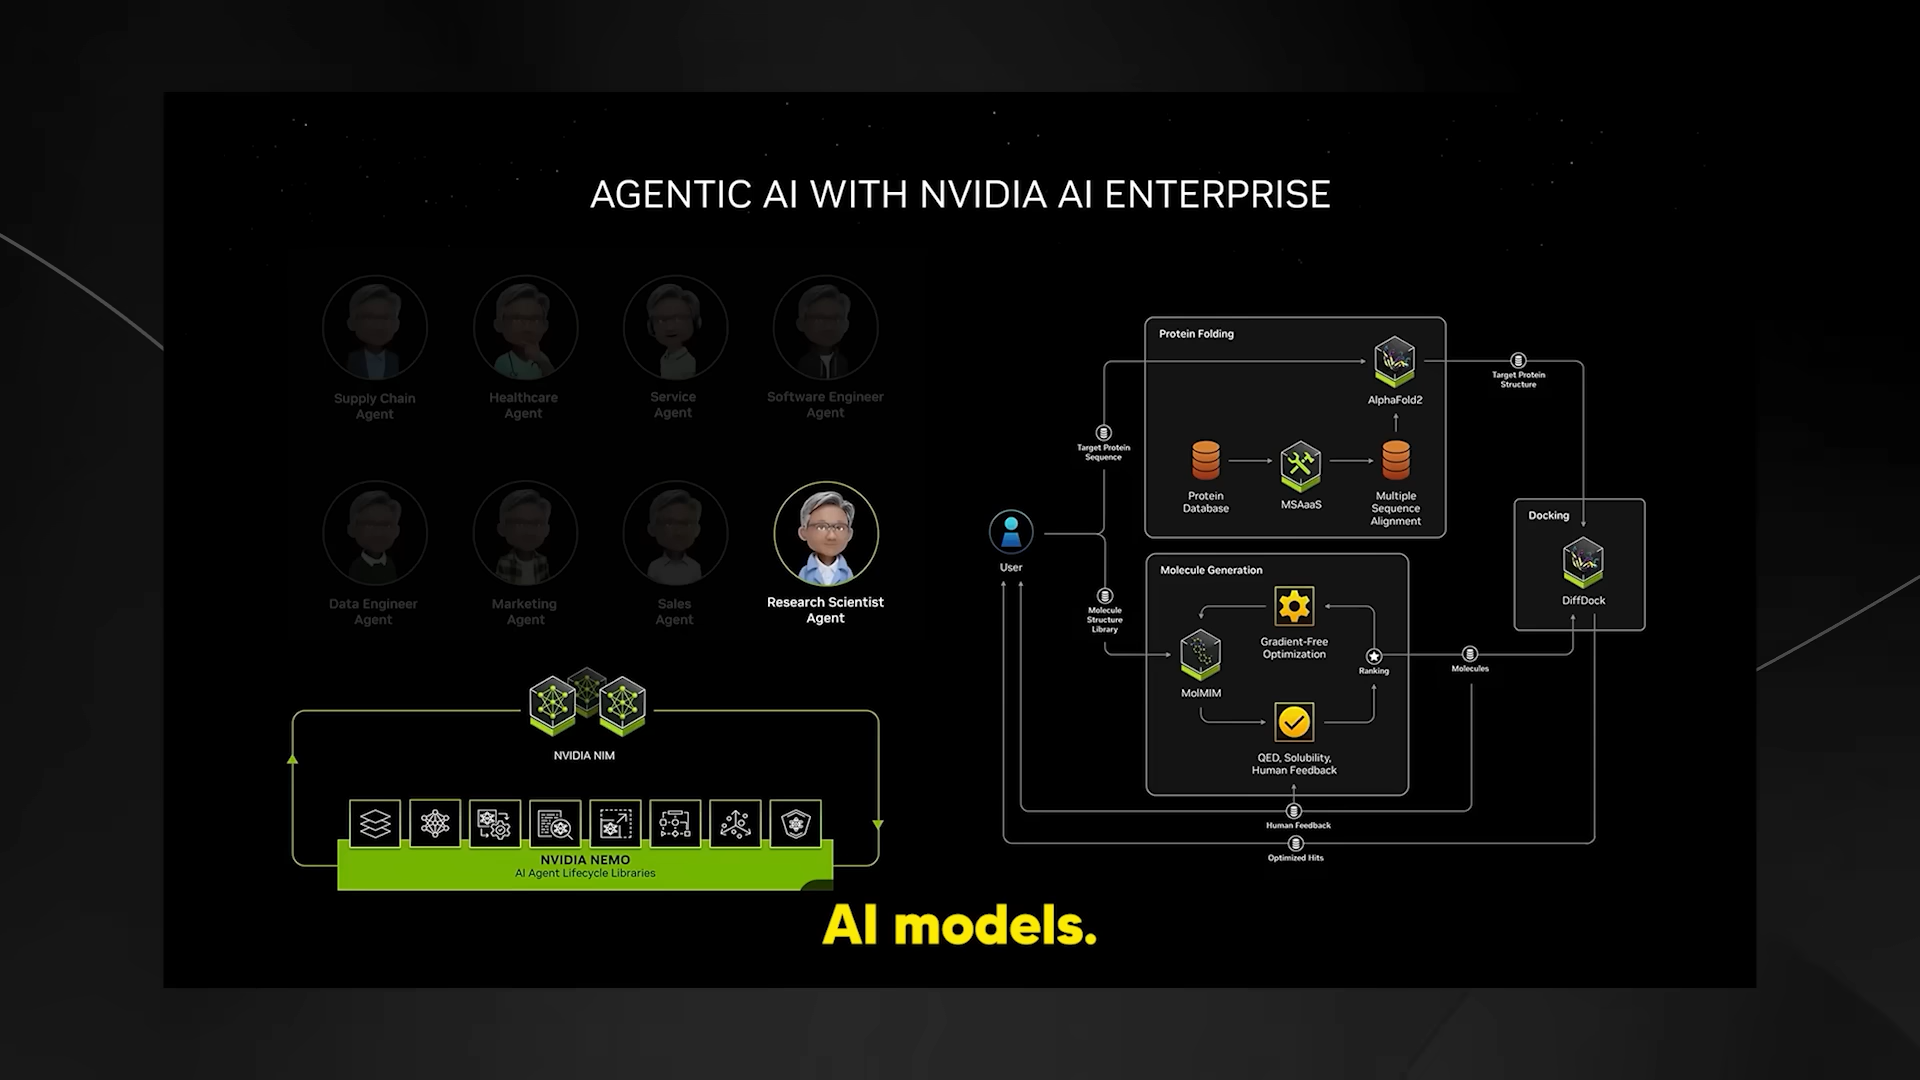 AGENTIC AI WITH NVIDIA AI ENTERPRISE
Supply Chain
Agent
Healthcare
Agent
Service
Agent
Software Engineer
Agent
Data Engineer
Agent
Marketing
Agent
Sales
Agent
Research Scientist
Agent
NVIDIA NIM
NVIDIA NEMO
AI Agent Lifecycle Libraries
User
Target Protein
Sequence
Molecule
Structure
Library
Protein Folding
AlphaFold2
Protein
Database
MSAaaS
Multiple
Sequence
Alignment
Target Protein
Structure
Docking
DiffDock
Molecule Generation
Gradient-Free
Optimization
MolMIM
Ranking
QED, Solubility,
Human Feedback
Molecules
Human Feedback
Optimized Hits
AI models.